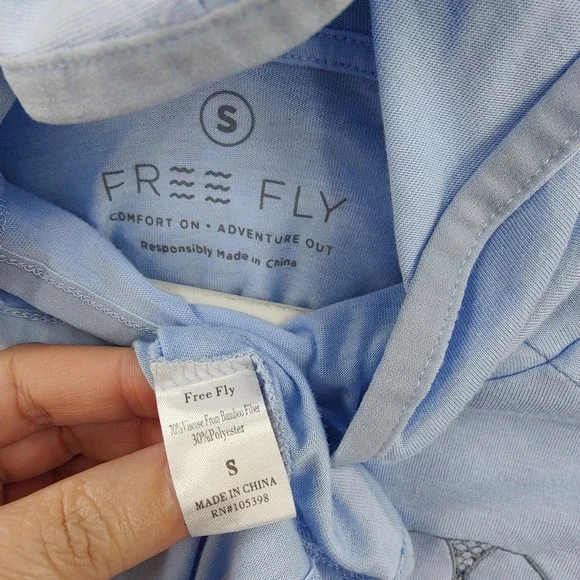 S
FREE FLY
COMFORT ON • ADVENTURE OUT
Responsibly Made in China
Free Fly
70%Viscose From Bamboo Fiber
30%Polyester
S
MADE IN CHINA
RN#105398